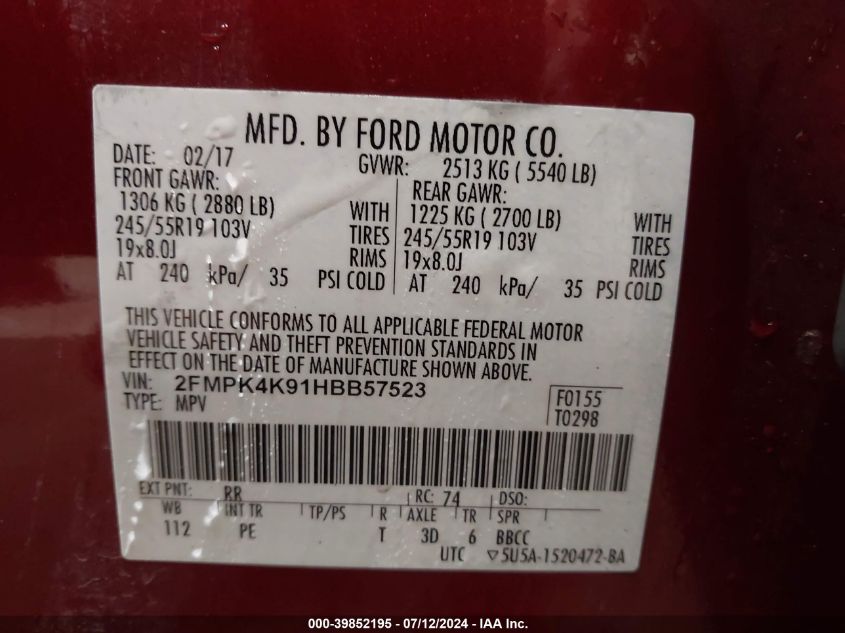 MFD. BY FORD MOTOR CO.
DATE: 02/17 GVWR: 2513 KG ( 5540 LB)
FRONT GAWR: REAR GAWR:
1306 KG ( 2880 LB) WITH 1225 KG ( 2700 LB) WITH
245/55R19 103V TIRES 245/55R19 103V TIRES
19x8.0J RIMS 19x8.0J RIMS
AT 240 kPa/ 35 PSI COLD AT 240 kPa/ 35 PSI COLD
THIS VEHICLE CONFORMS TO ALL APPLICABLE FEDERAL MOTOR
VEHICLE SAFETY AND THEFT PREVENTION STANDARDS IN
EFFECT ON THE DATE OF MANUFACTURE SHOWN ABOVE.
VIN: 2FMPK4K91HBB57523
TYPE: MPV
F0155
T0298
EXT PNT: RR RC: 74 DSO:
WB INT TR TP/PS R AXLE TR SPR
112 PE T 3D 6 BBCC
UTC ▽5U5A-1520472-BA
000-39852195 - 07/12/2024 - www.iaai.com